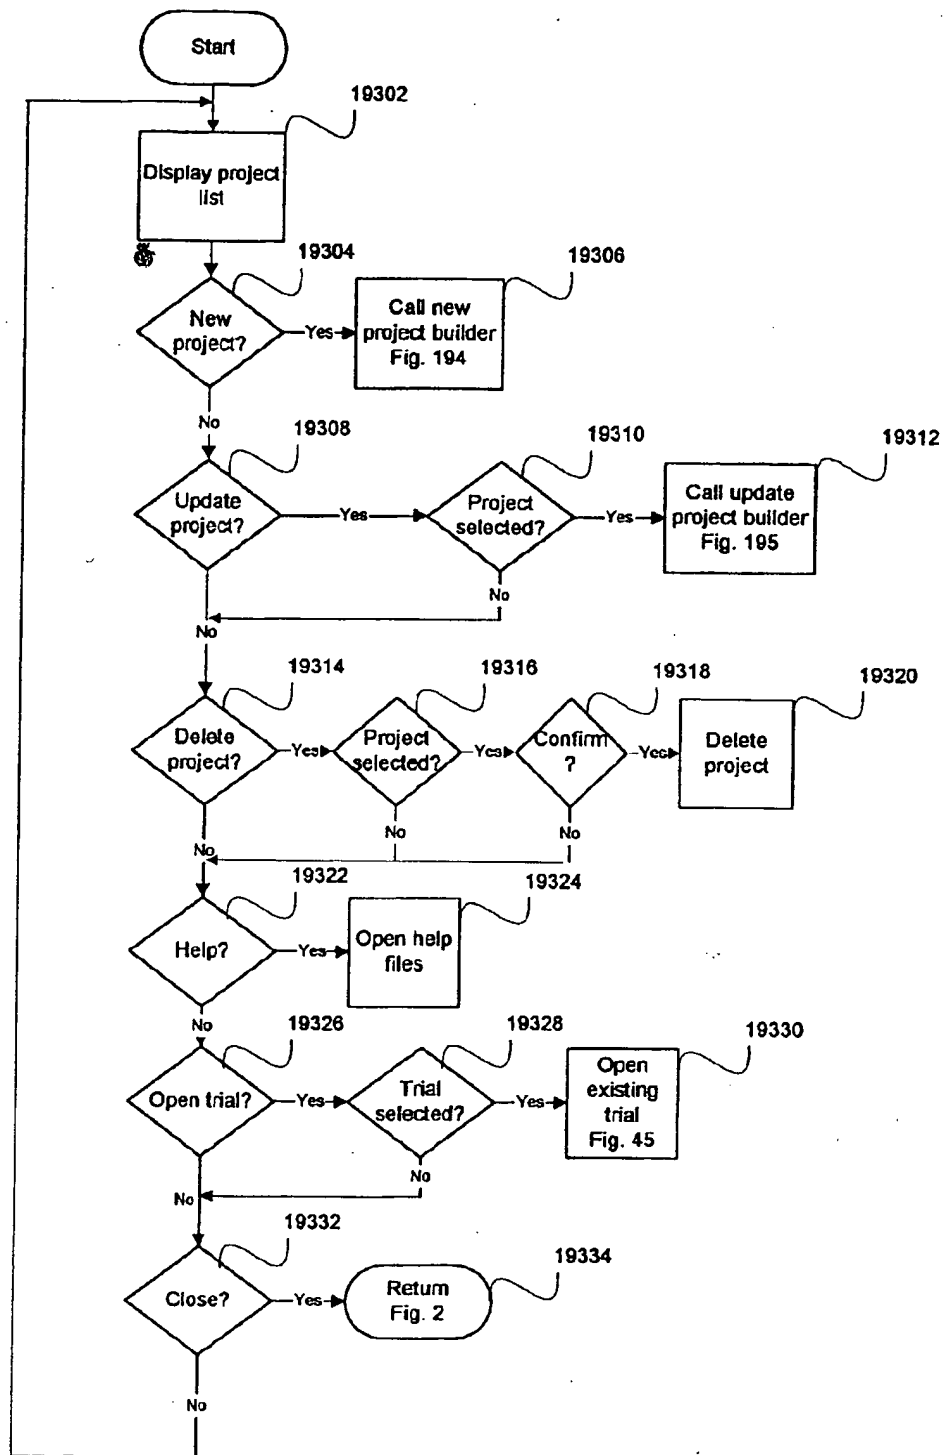 Start
19302
Display project
list
19304
19306
New
project?
Yes
Call new
project builder
Fig. 194
No
19308
19310
19312
Update
project?
Yes
Project
selected?
Yes
Call update
project builder
Fig. 195
No
No
19314
19316
19318
19320
Delete
project?
Yes
Project
selected?
Yes
Confirm
?
Yes
Delete
project
No
No
No
19322
19324
Help?
Yes
Open help
files
No
19326
19328
19330
Open trial?
Yes
Trial
selected?
Yes
Open
existing
trial
Fig. 45
No
No
19332
19334
Close?
Yes
Return
Fig. 2
No